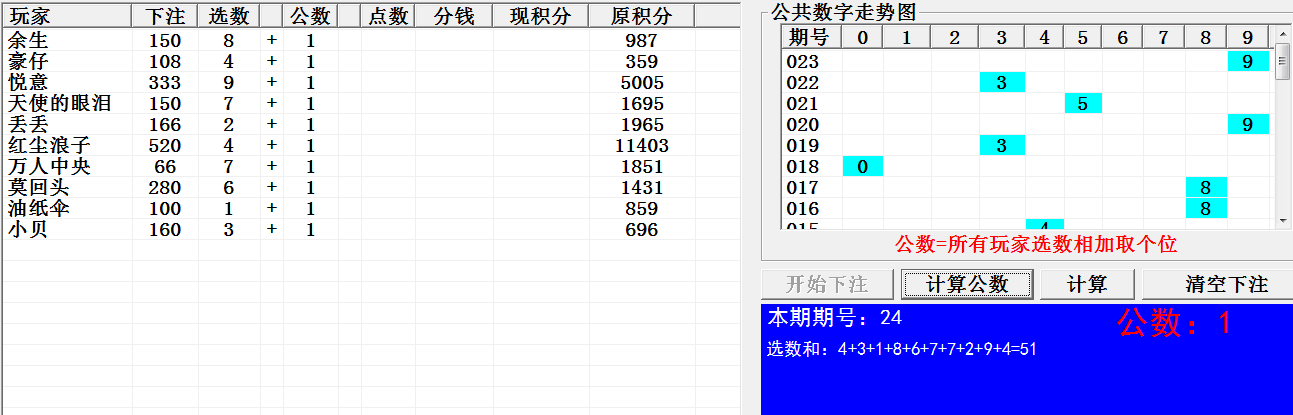 玩家 下注 选数 公数 点数 分钱 现积分 原积分
余生 150 8 + 1 987
豪仔 108 4 + 1 359
悦意 333 9 + 1 5005
天使的眼泪 150 7 + 1 1695
丢丢 166 2 + 1 1965
红尘浪子 520 4 + 1 11403
万人中央 66 7 + 1 1851
莫回头 280 6 + 1 1431
油纸伞 100 1 + 1 859
小贝 160 3 + 1 696
公共数字走势图
期号 0 1 2 3 4 5 6 7 8 9
023 9
022 3
021 5
020 9
019 3
018 0
017 8
016 8
015 4
公数=所有玩家选数相加取个位
开始下注 计算公数 计算 清空下注
本期期号：24 公数：1
选数和：4+3+1+8+6+7+7+2+9+4=51